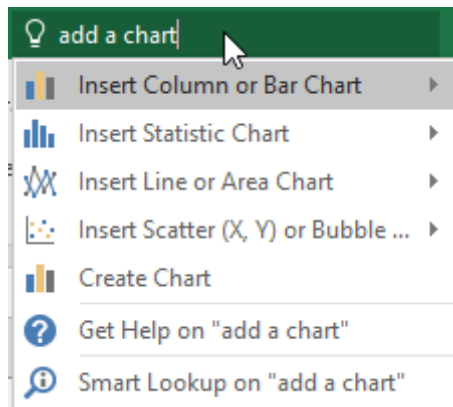 add a chart
Insert Column or Bar Chart
Insert Statistic Chart
Insert Line or Area Chart
Insert Scatter (X, Y) or Bubble ...
Create Chart
Get Help on "add a chart"
Smart Lookup on "add a chart"